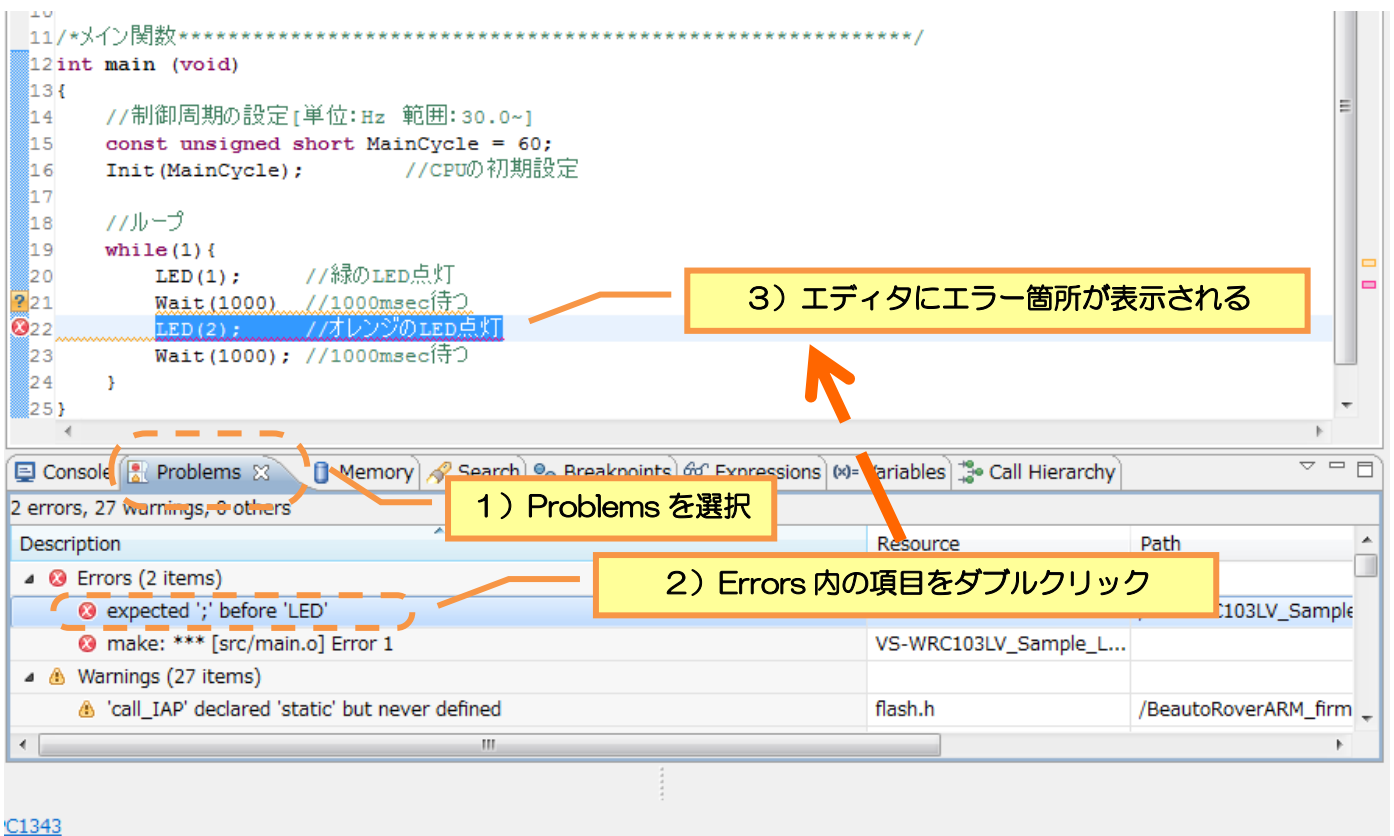 11/*メイン関数***********************************************************/
12int main (void)
13{
14 //制御周期の設定[単位:Hz 範囲:30.0~]
15 const unsigned short MainCycle = 60;
16 Init(MainCycle); //CPUの初期設定
17
18 //ループ
19 while(1){
20 LED(1); //緑のLED点灯
21 Wait(1000) //1000msec待つ
22 LED(2); //オレンジのLED点灯
23 Wait(1000); //1000msec待つ
24 }
25}
3）エディタにエラー箇所が表示される
Console Problems Memory Search Breakpoints Expressions (x)= Variables Call Hierarchy
1）Problems を選択
2 errors, 27 warnings, 0 others
Description Resource Path
Errors (2 items)
2）Errors 内の項目をダブルクリック
expected ';' before 'LED' C103LV_Sample
make: *** [src/main.o] Error 1 VS-WRC103LV_Sample_L...
Warnings (27 items)
'call_IAP' declared 'static' but never defined flash.h /BeautoRoverARM_firm
PC1343